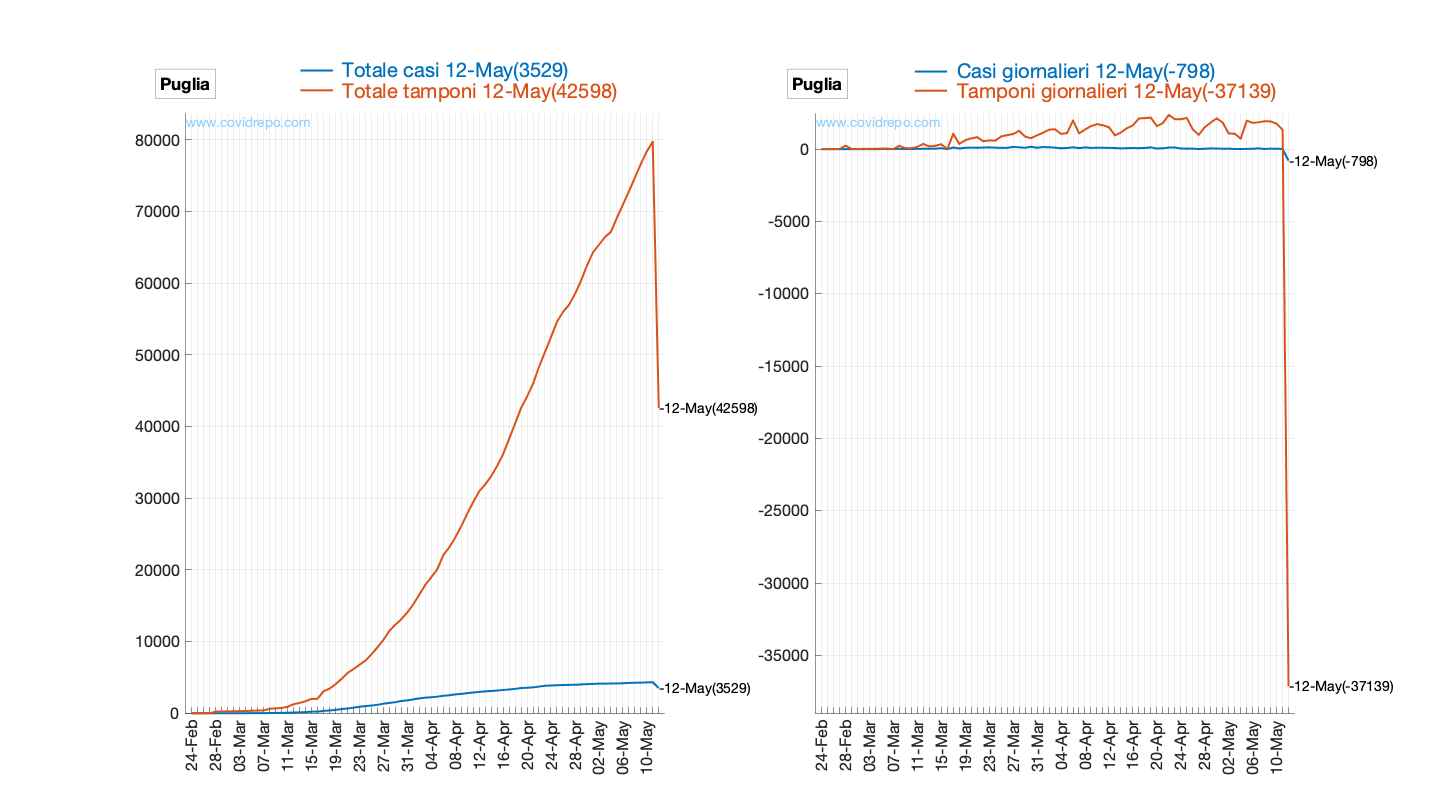 Puglia
Totale casi 12-May(3529)
Totale tamponi 12-May(42598)
www.covidrepo.com
80000
70000
60000
50000
40000
30000
20000
10000
0
-12-May(42598)
-12-May(3529)
24-Feb
28-Feb
03-Mar
07-Mar
11-Mar
15-Mar
19-Mar
23-Mar
27-Mar
31-Mar
04-Apr
08-Apr
12-Apr
16-Apr
20-Apr
24-Apr
28-Apr
02-May
06-May
10-May
Puglia
Casi giornalieri 12-May(-798)
Tamponi giornalieri 12-May(-37139)
www.covidrepo.com
0
-5000
-10000
-15000
-20000
-25000
-30000
-35000
-12-May(-798)
-12-May(-37139)
24-Feb
28-Feb
03-Mar
07-Mar
11-Mar
15-Mar
19-Mar
23-Mar
27-Mar
31-Mar
04-Apr
08-Apr
12-Apr
16-Apr
20-Apr
24-Apr
28-Apr
02-May
06-May
10-May